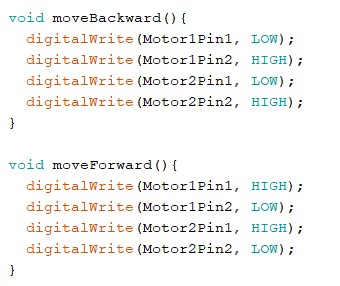 void moveBackward(){
  digitalWrite(Motor1Pin1, LOW);
  digitalWrite(Motor1Pin2, HIGH);
  digitalWrite(Motor2Pin1, LOW);
  digitalWrite(Motor2Pin2, HIGH);
}

void moveForward(){
  digitalWrite(Motor1Pin1, HIGH);
  digitalWrite(Motor1Pin2, LOW);
  digitalWrite(Motor2Pin1, HIGH);
  digitalWrite(Motor2Pin2, LOW);
}